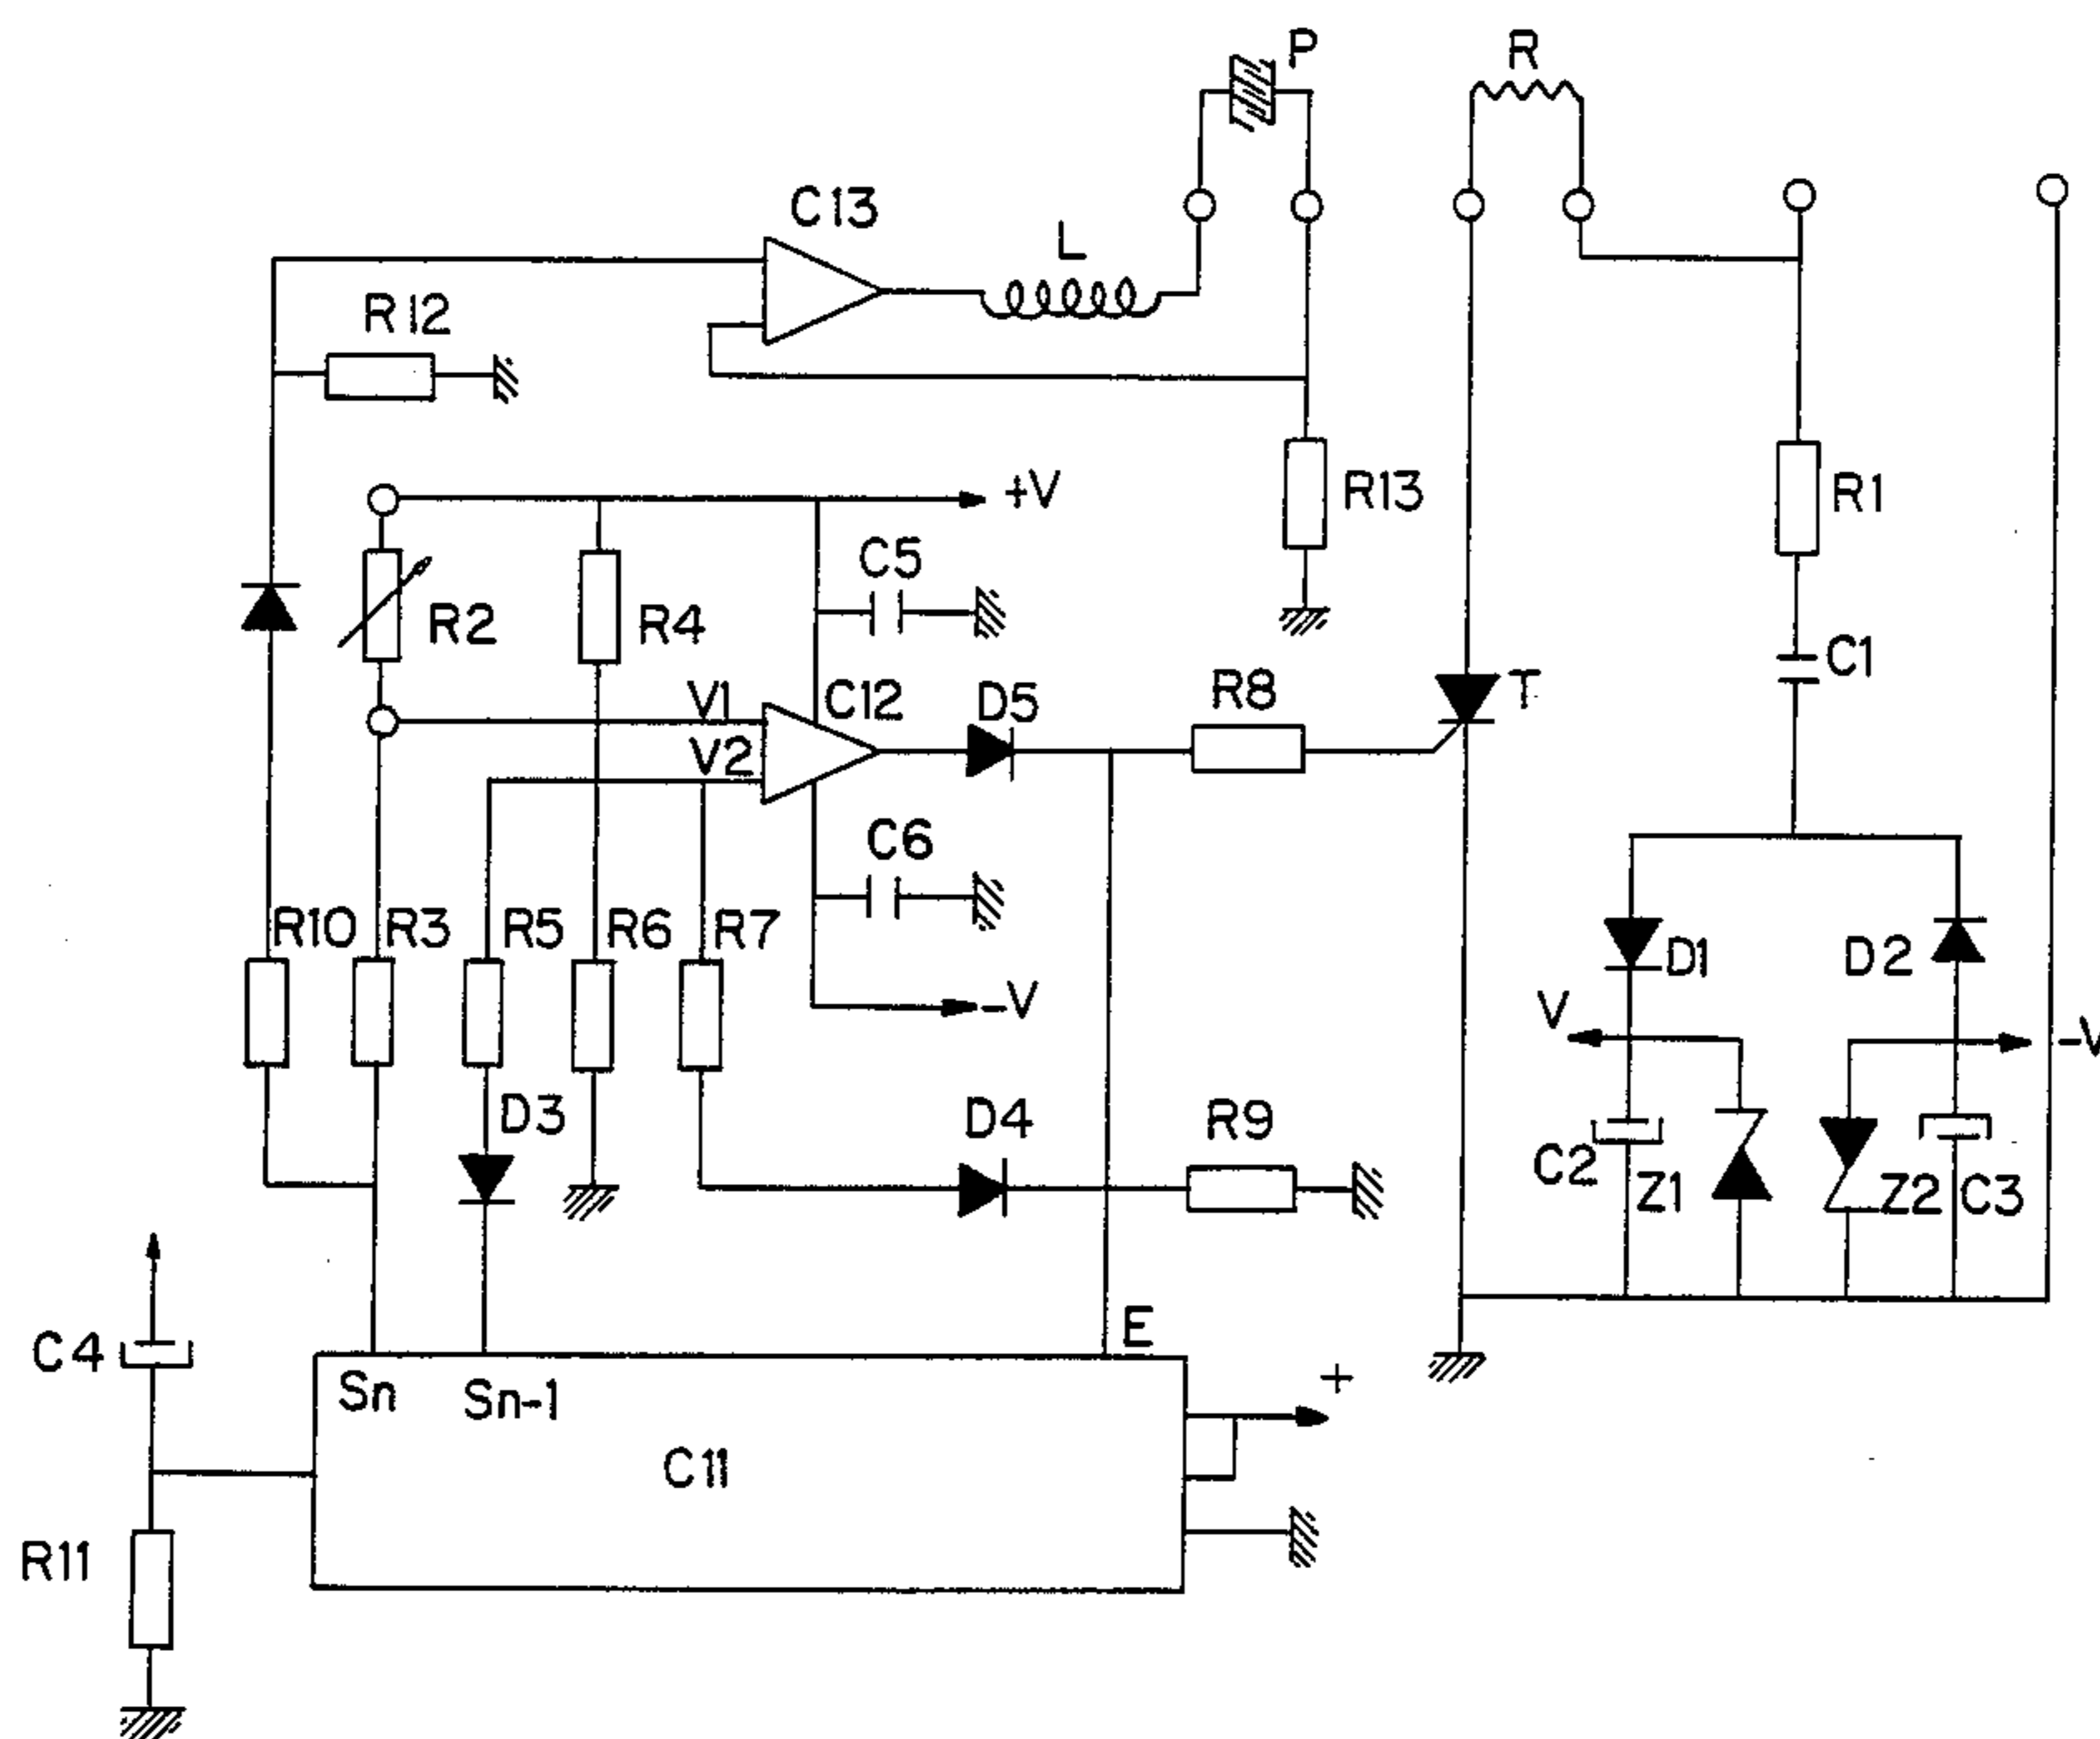 P
R
C13
L
R12
+V
R13
R1
C5
R2
R4
C1
V1
C12
D5
R8
T
V2
C6
R10
R3
R5
R6
R7
D1
D2
-V
V
-V
D3
D4
R9
C2
Z1
Z2
C3
E
C4
+
Sn
Sn-1
C11
R11